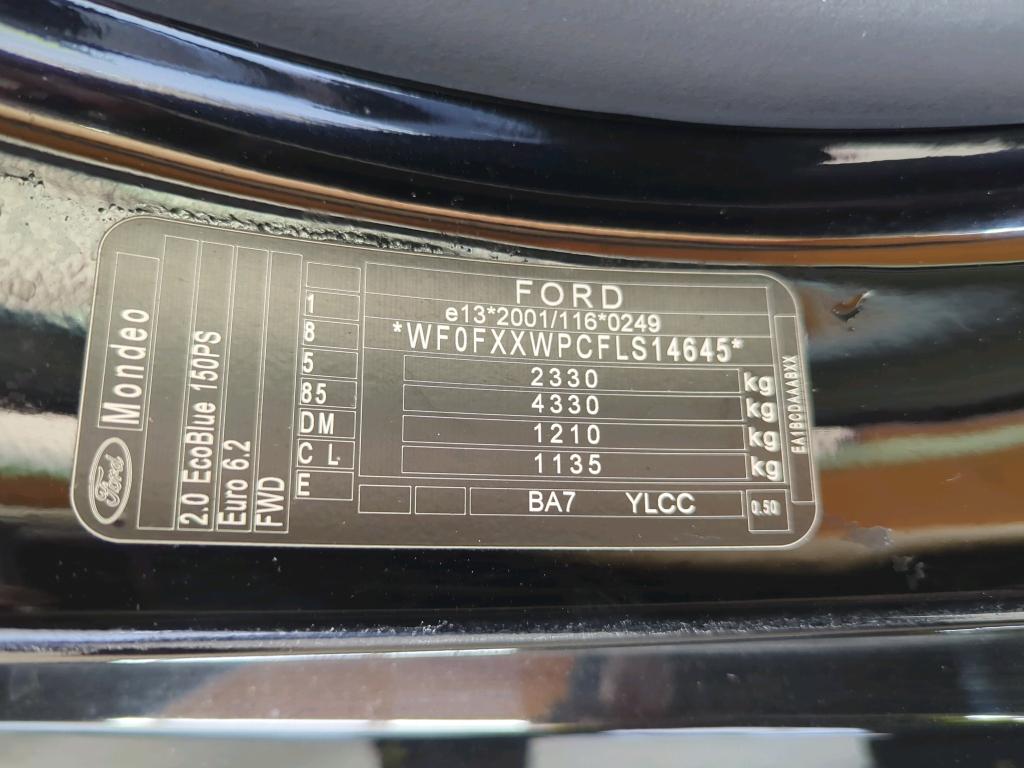 Ford
Mondeo
2.0 EcoBlue 150PS
Euro 6.2
FWD
1
8
5
85
DM
C L
E
FORD
e13*2001/116*0249
*WF0FXXWPCFLS14645*
2330 kg
4330 kg
1210 kg
1135 kg
BA7 YLCC
0.50
EA1BCDAAABXX